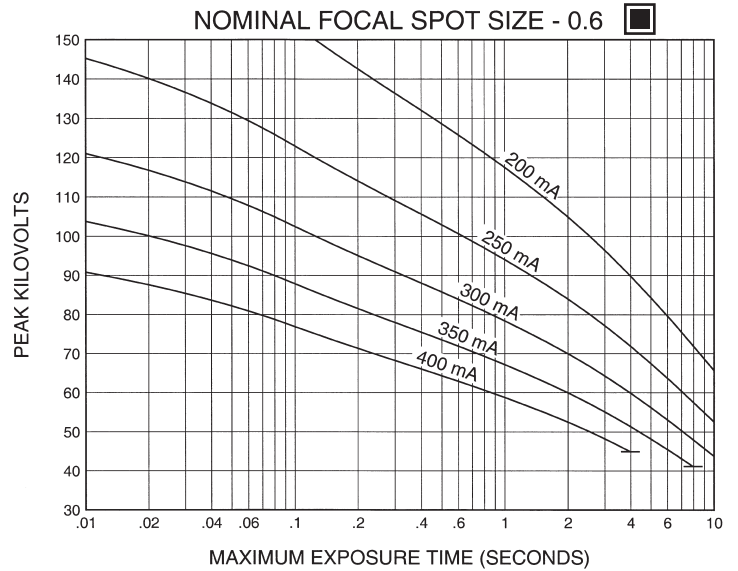 NOMINAL FOCAL SPOT SIZE - 0.6
150
140
130
120
110
100
90
80
70
60
50
40
30
PEAK KILOVOLTS
200 mA
250 mA
300 mA
350 mA
400 mA
.01 .02 .04 .06 .1 .2 .4 .6 1 2 4 6 10
MAXIMUM EXPOSURE TIME (SECONDS)